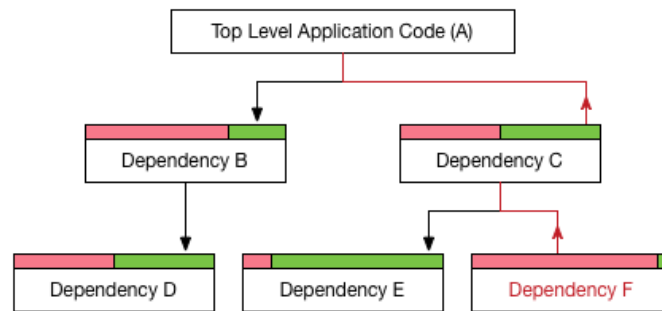 Top Level Application Code (A)
Dependency B
Dependency C
Dependency D
Dependency E
Dependency F